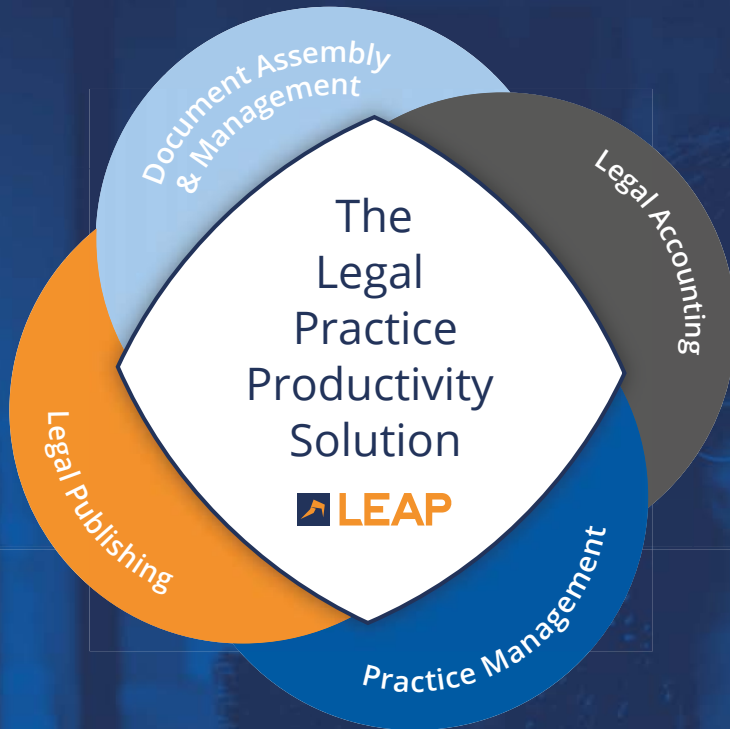 Document Assembly
& Management
Legal Accounting
The
Legal
Practice
Productivity
Solution
LEAP
Legal Publishing
Practice Management